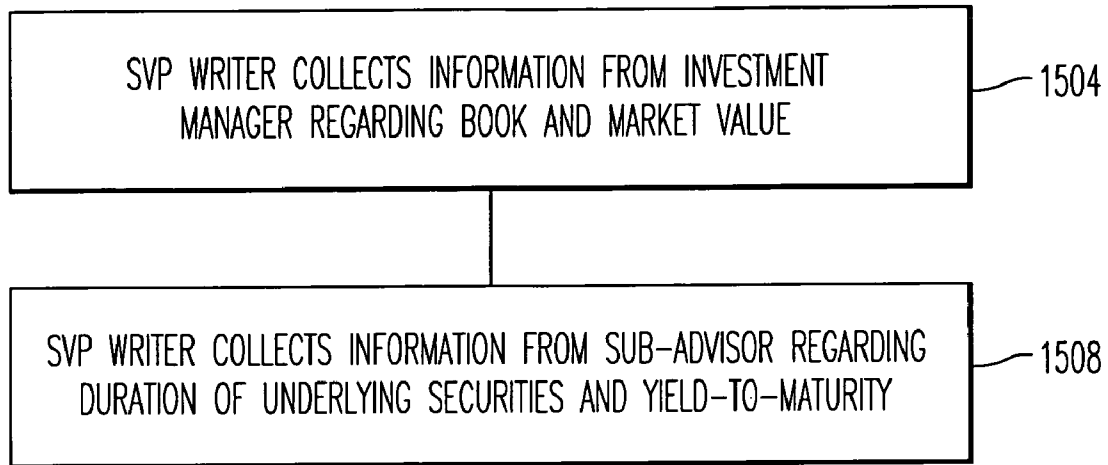 SVP WRITER COLLECTS INFORMATION FROM INVESTMENT
MANAGER REGARDING BOOK AND MARKET VALUE
1504
SVP WRITER COLLECTS INFORMATION FROM SUB-ADVISOR REGARDING
DURATION OF UNDERLYING SECURITIES AND YIELD-TO-MATURITY
1508